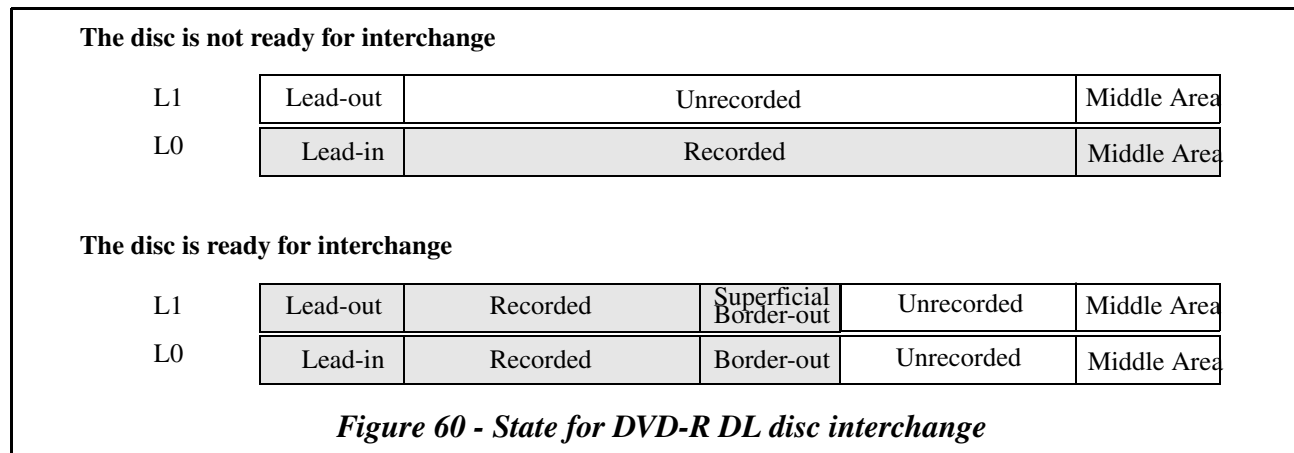 The disc is not ready for interchange
L1 Lead-out Unrecorded Middle Area
L0 Lead-in Recorded Middle Area
The disc is ready for interchange
L1 Lead-out Recorded Superficial Border-out Unrecorded Middle Area
L0 Lead-in Recorded Border-out Unrecorded Middle Area
Figure 60 - State for DVD-R DL disc interchange